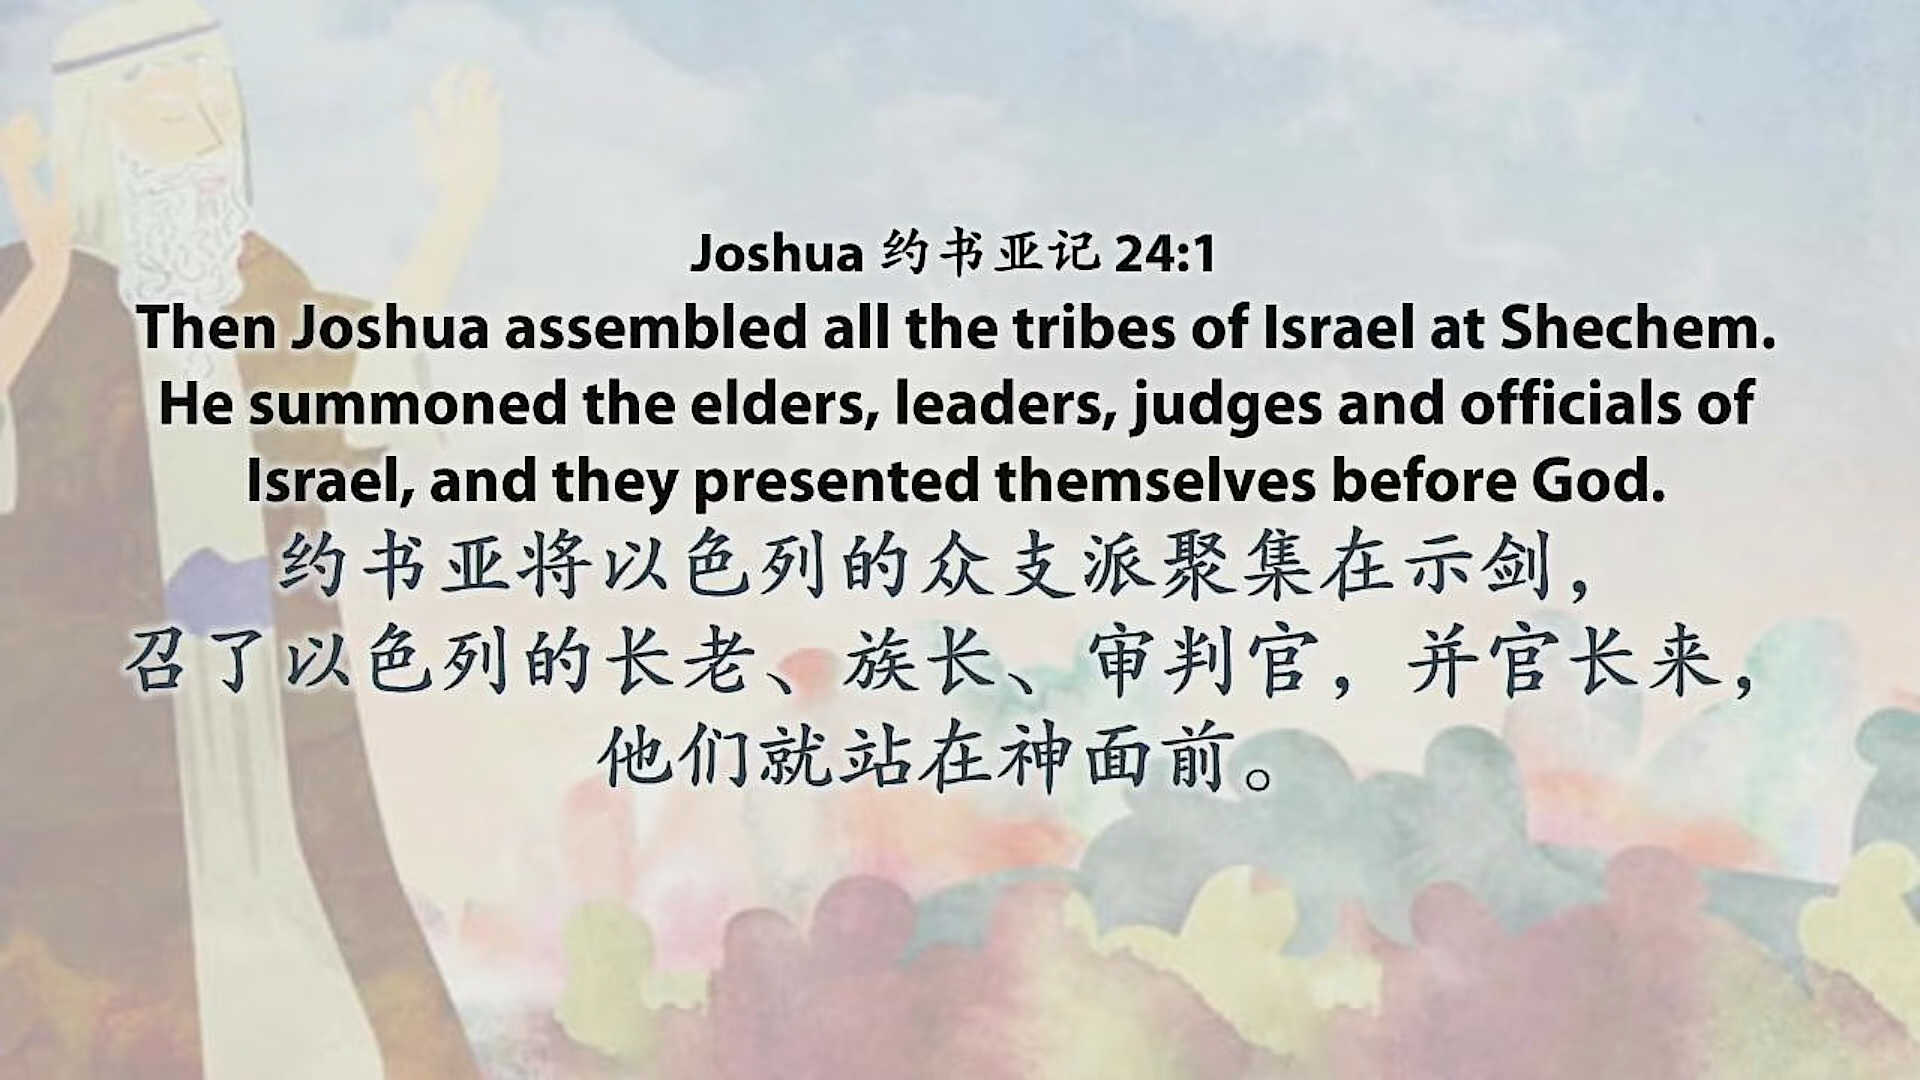 Joshua 约书亚记 24:1
Then Joshua assembled all the tribes of Israel at Shechem.
He summoned the elders, leaders, judges and officials of
Israel, and they presented themselves before God.
约书亚将以色列的众支派聚集在示剑，
召了以色列的长老、族长、审判官，并官长来，
他们就站在神面前。